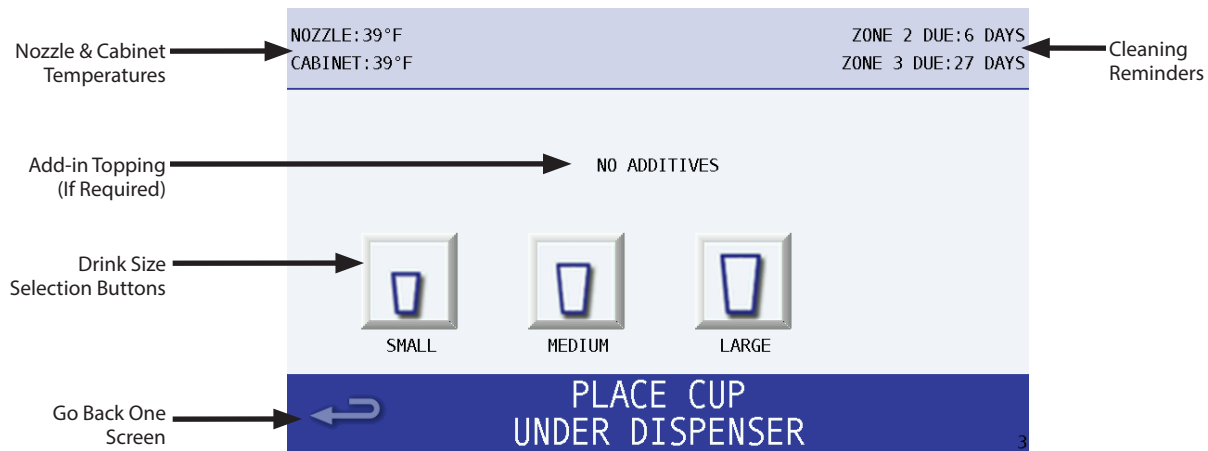 Nozzle & Cabinet
Temperatures
NOZZLE:39°F
CABINET:39°F
ZONE 2 DUE:6 DAYS
ZONE 3 DUE:27 DAYS
Cleaning
Reminders
Add-in Topping
(If Required)
NO ADDITIVES
Drink Size
Selection Buttons
SMALL
MEDIUM
LARGE
Go Back One
Screen
PLACE CUP
UNDER DISPENSER
3